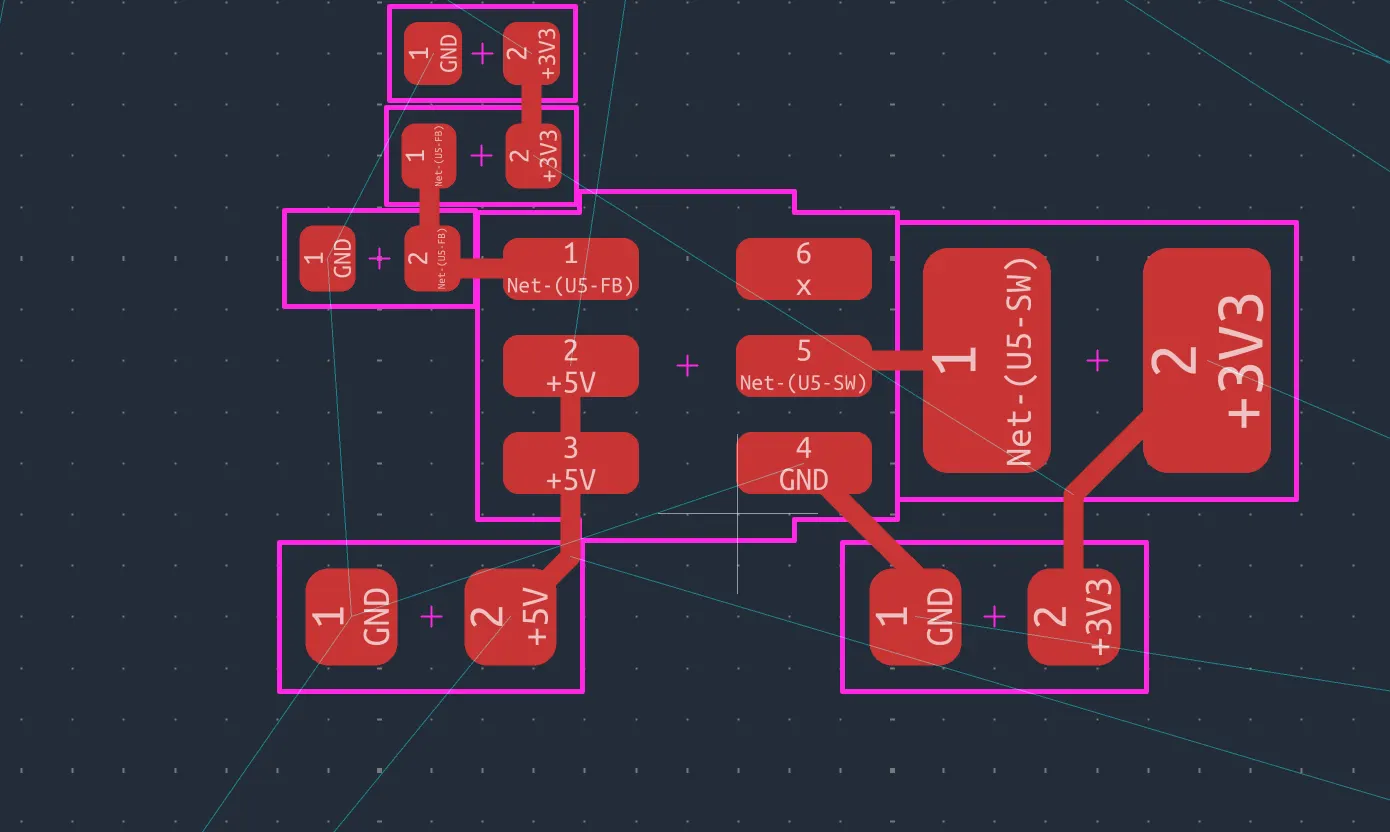 1
GND
2
+3V3
1
Net-(U5-FB)
2
+3V3
1
GND
2
Net-(U5-FB)
1
Net-(U5-FB)
2
+5V
3
+5V
6
x
5
Net-(U5-SW)
4
GND
1
Net-(U5-SW)
2
+3V3
1
GND
2
+5V
1
GND
2
+3V3